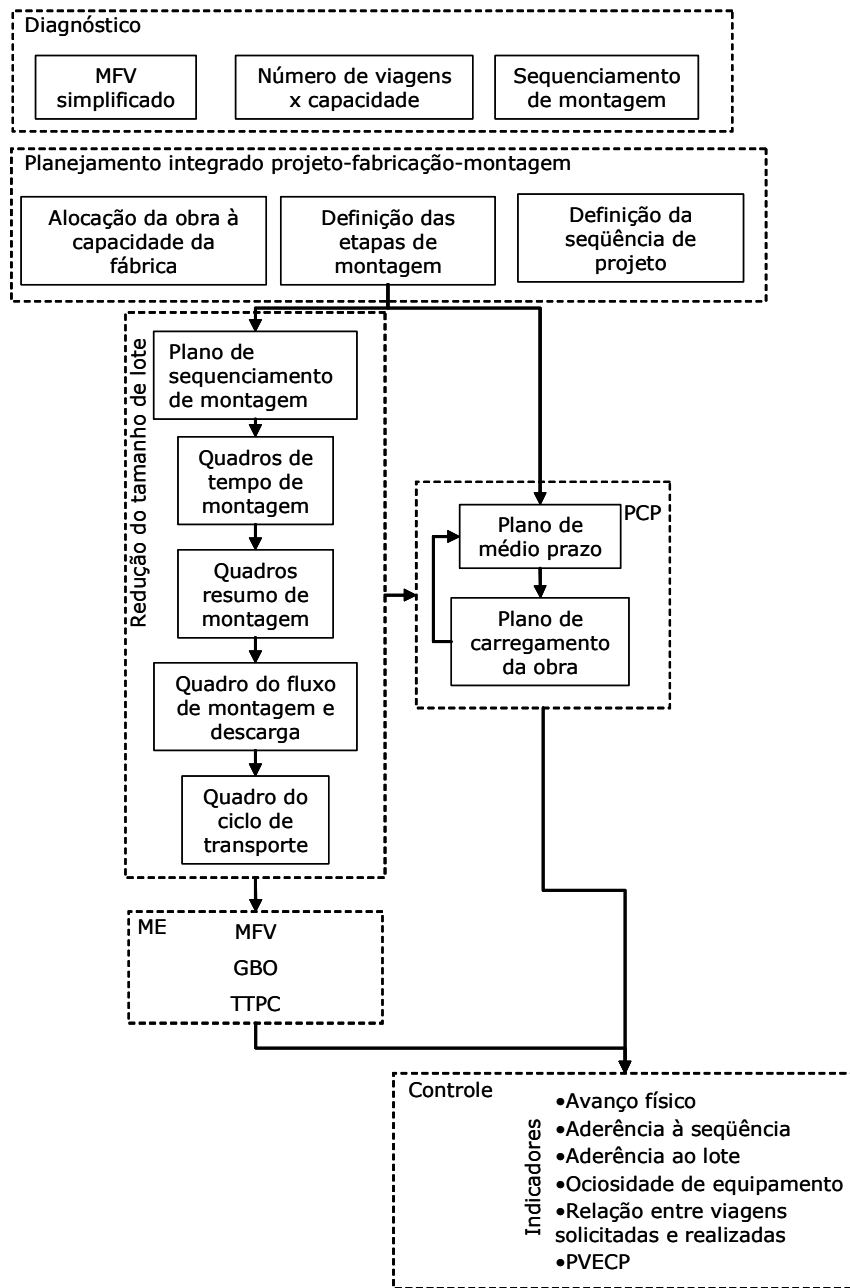 Diagnóstico
MFV
simplificado
Número de viagens
x capacidade
Sequenciamento
de montagem
Planejamento integrado projeto-fabricação-montagem
Alocação da obra à
capacidade da
fábrica
Definição das
etapas de
montagem
Definição da
seqüência de
projeto
Redução do tamanho de lote
Plano de
sequenciamento
de montagem
Quadros de
tempo de
montagem
Quadros
resumo de
montagem
Quadro do fluxo
de montagem e
descarga
Quadro do
ciclo de
transporte
PCP
Plano de
médio prazo
Plano de
carregamento
da obra
ME
MFV
GBO
TTPC
Controle
Indicadores
•Avanço físico
•Aderência à seqüência
•Aderência ao lote
•Ociosidade de equipamento
•Relação entre viagens
solicitadas e realizadas
•PVECP